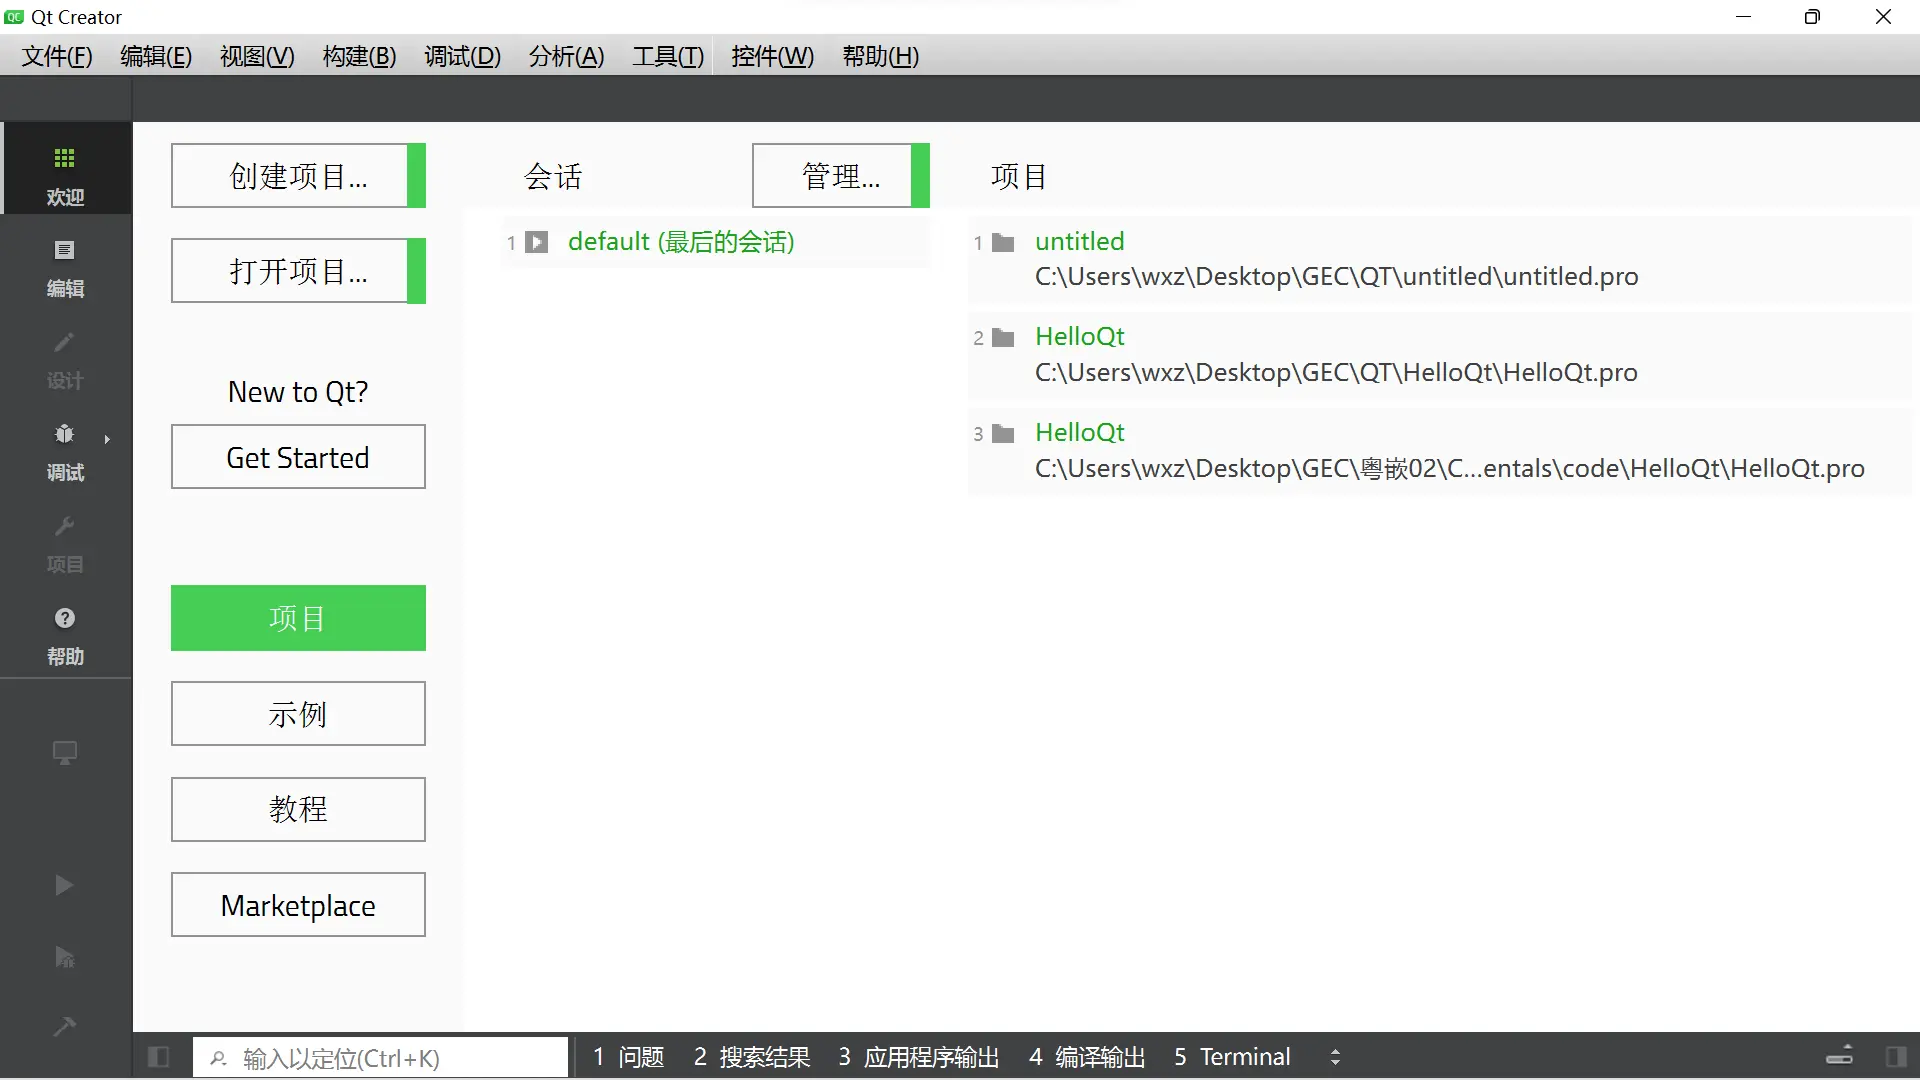 QC Qt Creator
文件(F) 编辑(E) 视图(V) 构建(B) 调试(D) 分析(A) 工具(T) 控件(W) 帮助(H)
欢迎
编辑
设计
调试
项目
帮助
创建项目...
打开项目...
New to Qt?
Get Started
项目
示例
教程
Marketplace
会话 管理...
1 default (最后的会话)
项目
1 untitled
C:\Users\wxz\Desktop\GEC\QT\untitled\untitled.pro
2 HelloQt
C:\Users\wxz\Desktop\GEC\QT\HelloQt\HelloQt.pro
3 HelloQt
C:\Users\wxz\Desktop\GEC\粤嵌02\C...entals\code\HelloQt\HelloQt.pro
输入以定位(Ctrl+K) 1 问题 2 搜索结果 3 应用程序输出 4 编译输出 5 Terminal